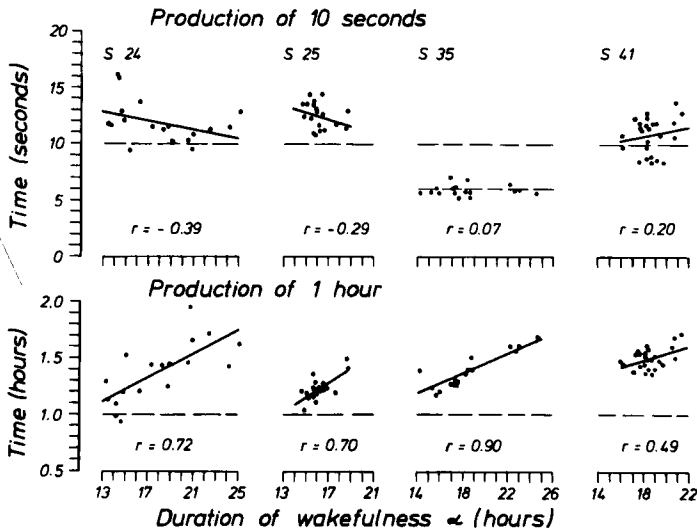 Production of 10 seconds
S 24 S 25 S 35 S 41
Time (seconds)
20
15
10
5
0
r = - 0.39 r = - 0.29 r = 0.07 r = 0.20
Production of 1 hour
Time (hours)
2.0
1.5
1.0
0.5
r = 0.72 r = 0.70 r = 0.90 r = 0.49
13 17 21 25 13 17 21 14 18 22 26 14 18 22
Duration of wakefulness α (hours)